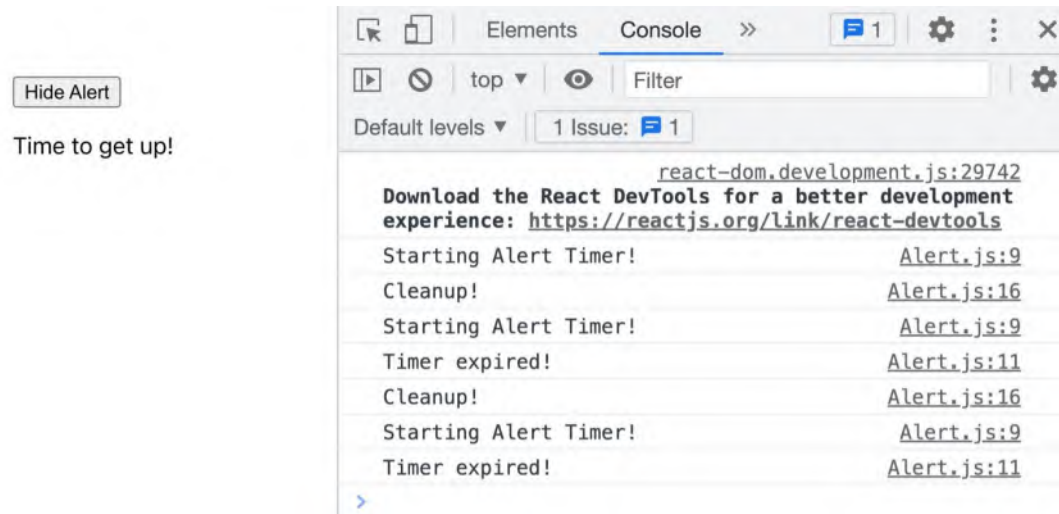 Elements Console » 1
Hide Alert
top ▼ Filter
Time to get up!
Default levels ▼ 1 Issue: 1
react-dom.development.js:29742
Download the React DevTools for a better development
experience: https://reactjs.org/link/react-devtools
Starting Alert Timer! Alert.js:9
Cleanup! Alert.js:16
Starting Alert Timer! Alert.js:9
Timer expired! Alert.js:11
Cleanup! Alert.js:16
Starting Alert Timer! Alert.js:9
Timer expired! Alert.js:11